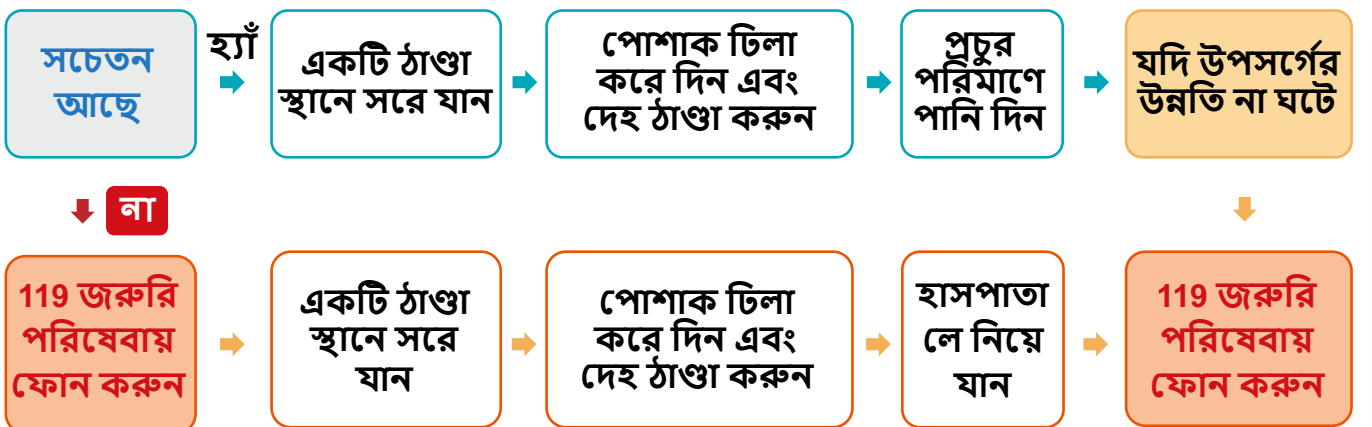 সচেতন
আছে
হ্যাঁ
একটি ঠাণ্ডা
স্থানে সরে যান
পোশাক ঢিলা
করে দিন এবং
দেহ ঠাণ্ডা করুন
প্রচুর
পরিমাণে
পানি দিন
যদি উপসর্গের
উন্নতি না ঘটে
না
119 জরুরি
পরিষেবায়
ফোন করুন
একটি ঠাণ্ডা
স্থানে সরে
যান
পোশাক ঢিলা
করে দিন এবং
দেহ ঠাণ্ডা করুন
হাসপাতা
লে নিয়ে
যান
119 জরুরি
পরিষেবায়
ফোন করুন